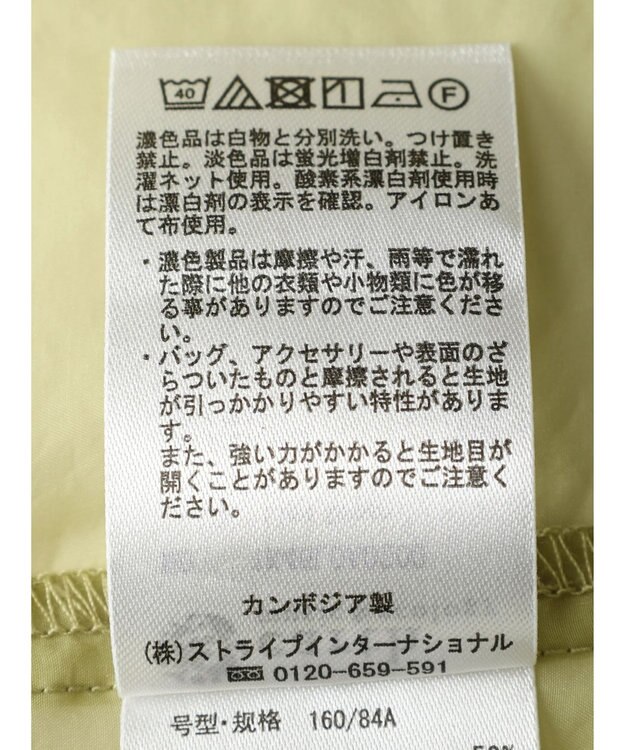 40
F
濃色品は白物と分別洗い。つけ置き
禁止。淡色品は蛍光増白剤禁止。洗
濯ネット使用。酸素系漂白剤使用時
は漂白剤の表示を確認。アイロンあ
て布使用。
・濃色製品は摩擦や汗、雨等で濡れ
た際に他の衣類や小物類に色が移
る事がありますのでご注意くださ
い。
・バッグ、アクセサリーや表面のざ
らついたものと摩擦されると生地
が引っかかりやすい特性がありま
す。
また、強い力がかかると生地目が
開くことがありますのでご注意く
ださい。
カンボジア製
(株)ストライプインターナショナル
0120-659-591
号型·规格 160/84A